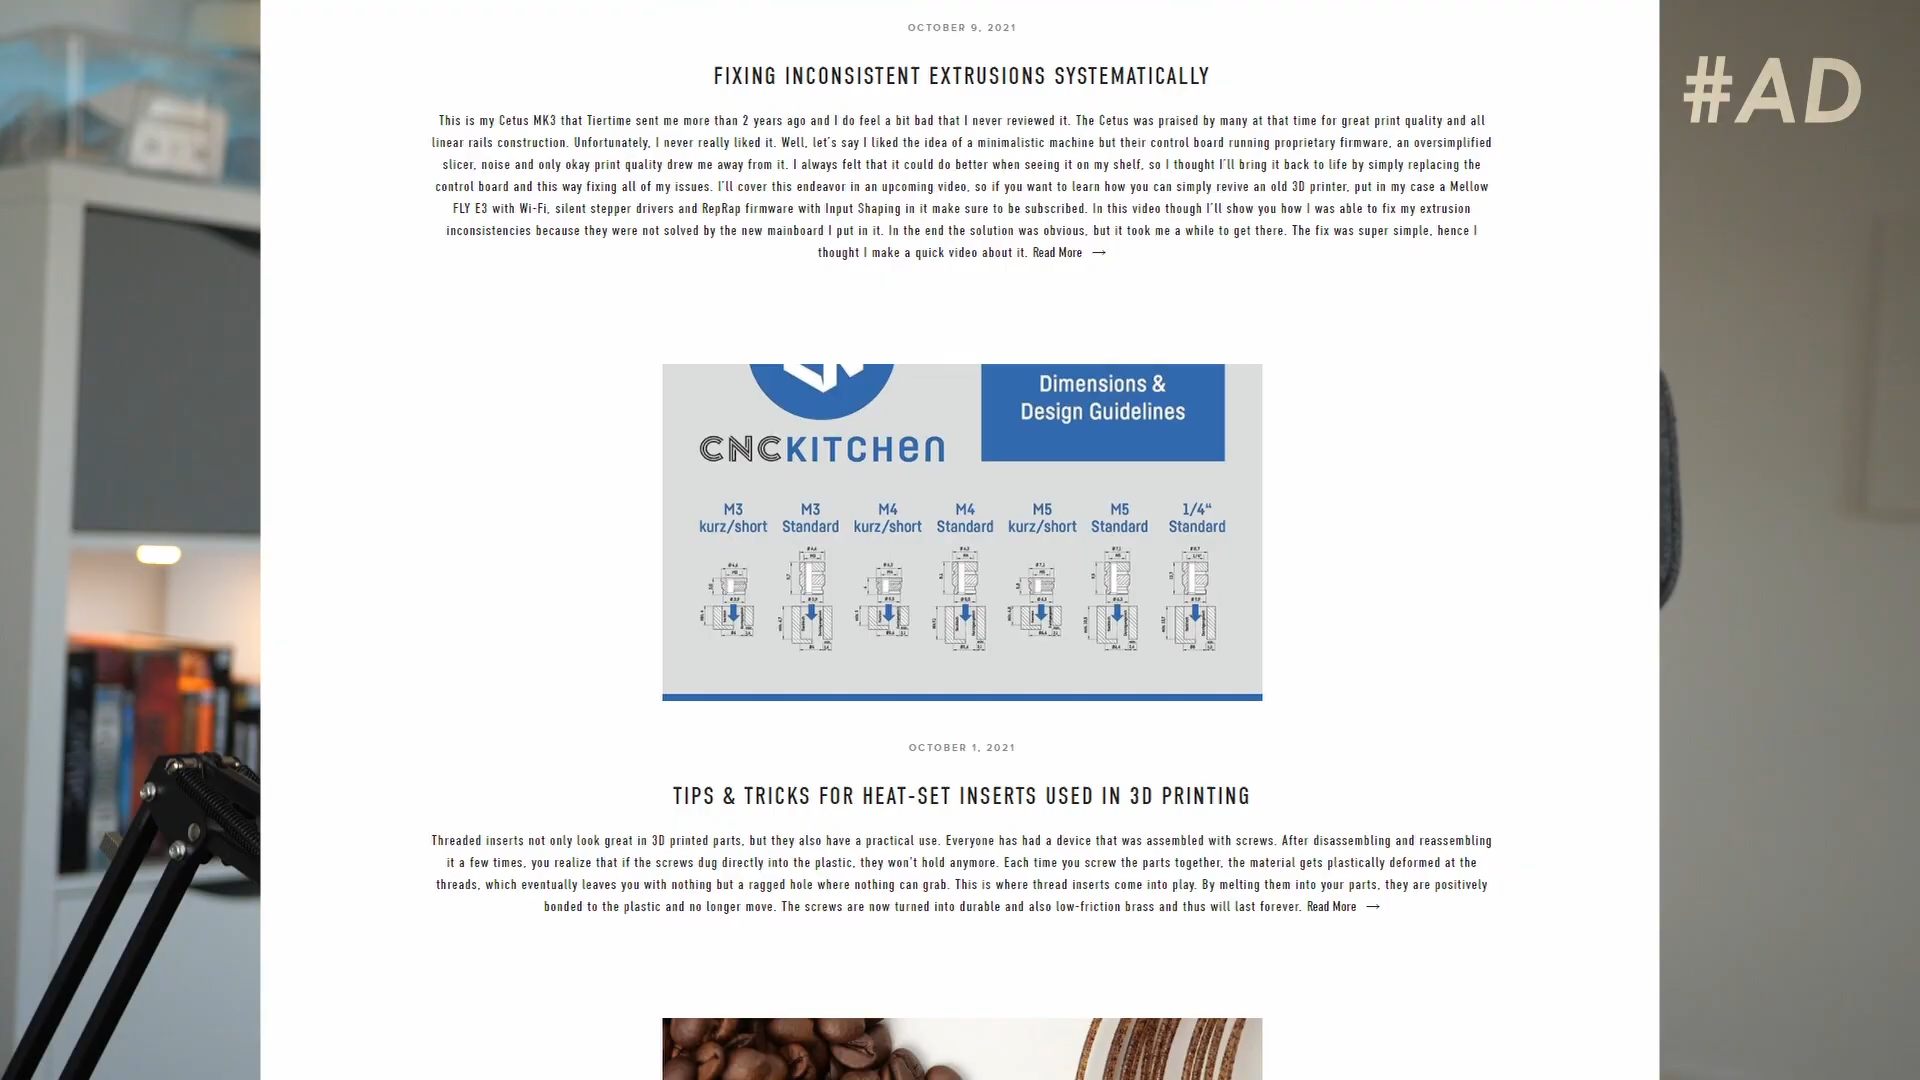 OCTOBER 9, 2021
#AD
FIXING INCONSISTENT EXTRUSIONS SYSTEMATICALLY
This is my Cetus MK3 that Tiertime sent me more than 2 years ago and I do feel a bit bad that I never reviewed it. The Cetus was praised by many at that time for great print quality and all
linear rails construction. Unfortunately, I never really liked it. Well, let's say I liked the idea of a minimalistic machine but their control board running proprietary firmware, an oversimplified
slicer, noise and only okay print quality drew me away from it. I always felt that it could do better when seeing it on my shelf, so I thought I'll bring it back to life by simply replacing the
control board and this way fixing all of my issues. I'll cover this endeavor in an upcoming video, so if you want to learn how you can simply revive an old 3D printer, put in my case a Mellow
FLY E3 with Wi-Fi, silent stepper drivers and RepRap firmware with Input Shaping in it make sure to be subscribed. In this video though I'll show you how I was able to fix my extrusion
inconsistencies because they were not solved by the new mainboard I put in it. In the end the solution was obvious, but it took me a while to get there. The fix was super simple, hence I
thought I make a quick video about it. Read More →
Dimensions &
Design Guidelines
CNCKITCHen
M3 M3 M4 M4 M5 M5 1/4“
kurz/short Standard kurz/short Standard kurz/short Standard Standard
OCTOBER 1, 2021
TIPS & TRICKS FOR HEAT-SET INSERTS USED IN 3D PRINTING
Threaded inserts not only look great in 3D printed parts, but they also have a practical use. Everyone has had a device that was assembled with screws. After disassembling and reassembling
it a few times, you realize that if the screws dug directly into the plastic, they won't hold anymore. Each time you screw the parts together, the material gets plastically deformed at the
threads, which eventually leaves you with nothing but a ragged hole where nothing can grab. This is where thread inserts come into play. By melting them into your parts, they are positively
bonded to the plastic and no longer move. The screws are now turned into durable and also low-friction brass and thus will last forever. Read More →